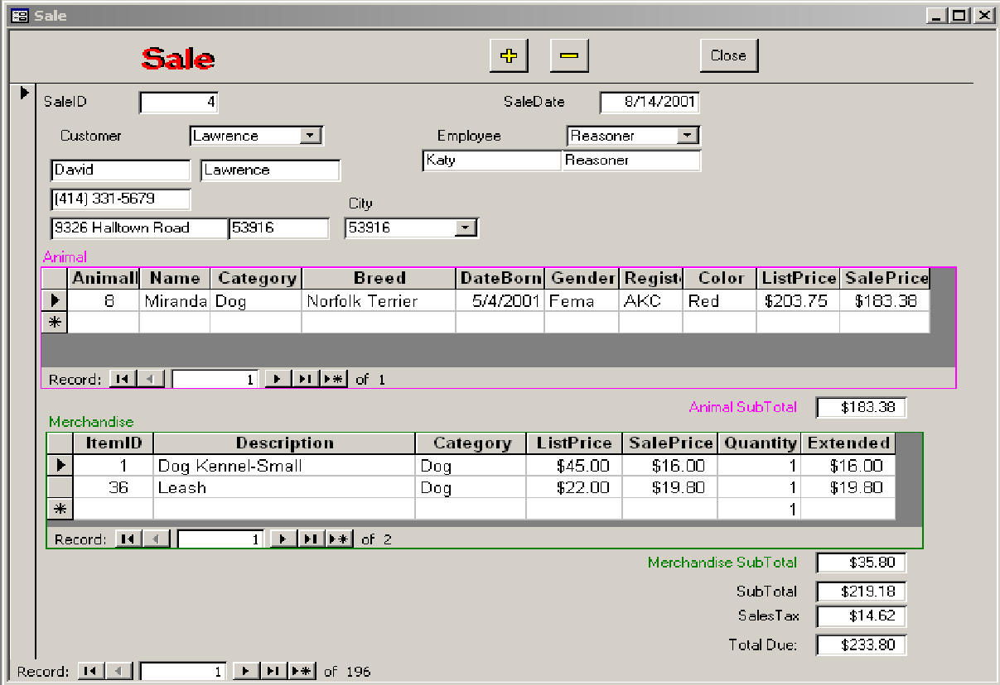 Sale
Sale Close
SaleID 4 SaleDate 8/14/2001
Customer Lawrence Employee Reasoner
Katy Reasoner
David Lawrence
(414) 331-5679 City
9326 Halltown Road 53916 53916
Animal
AnimalI Name Category Breed DateBorn Gender Registe Color ListPrice SalePrice
8 Miranda Dog Norfolk Terrier 5/4/2001 Fema AKC Red $203.75 $183.38
Record: 1 of 1
Animal SubTotal $183.38
Merchandise
ItemID Description Category ListPrice SalePrice Quantity Extended
1 Dog Kennel-Small Dog $45.00 $16.00 1 $16.00
36 Leash Dog $22.00 $19.80 1 $19.80
1
Record: 1 of 2
Merchandise SubTotal $35.80
SubTotal $219.18
SalesTax $14.62
Total Due: $233.80
Record: 1 of 196